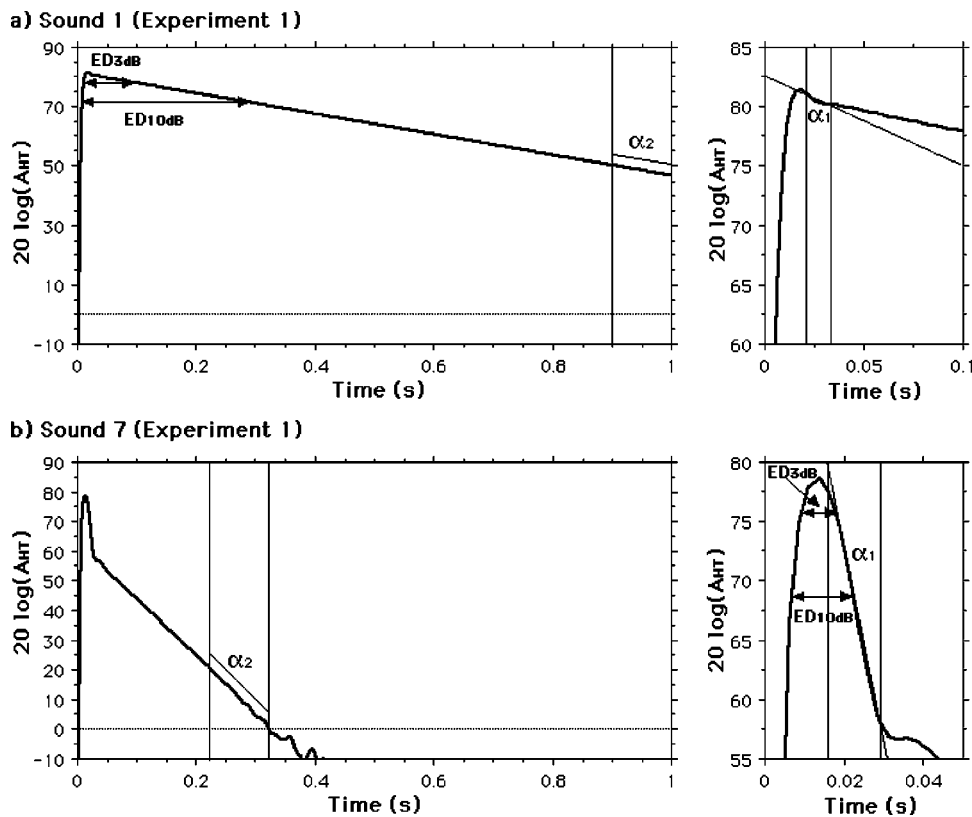 a) Sound 1 (Experiment 1)
20 log(AHT)
90
70
50
30
10
-10
ED3dB
ED10dB
α2
0 0.2 0.4 0.6 0.8 1
Time (s)
20 log(AHT)
85
80
75
70
65
60
α1
0 0.05 0.1
Time (s)
b) Sound 7 (Experiment 1)
20 log(AHT)
90
80
70
60
50
40
30
20
10
0
-10
α2
0 0.2 0.4 0.6 0.8 1
Time (s)
20 log(AHT)
80
75
70
65
60
55
ED3dB
α1
ED10dB
0 0.02 0.04
Time (s)